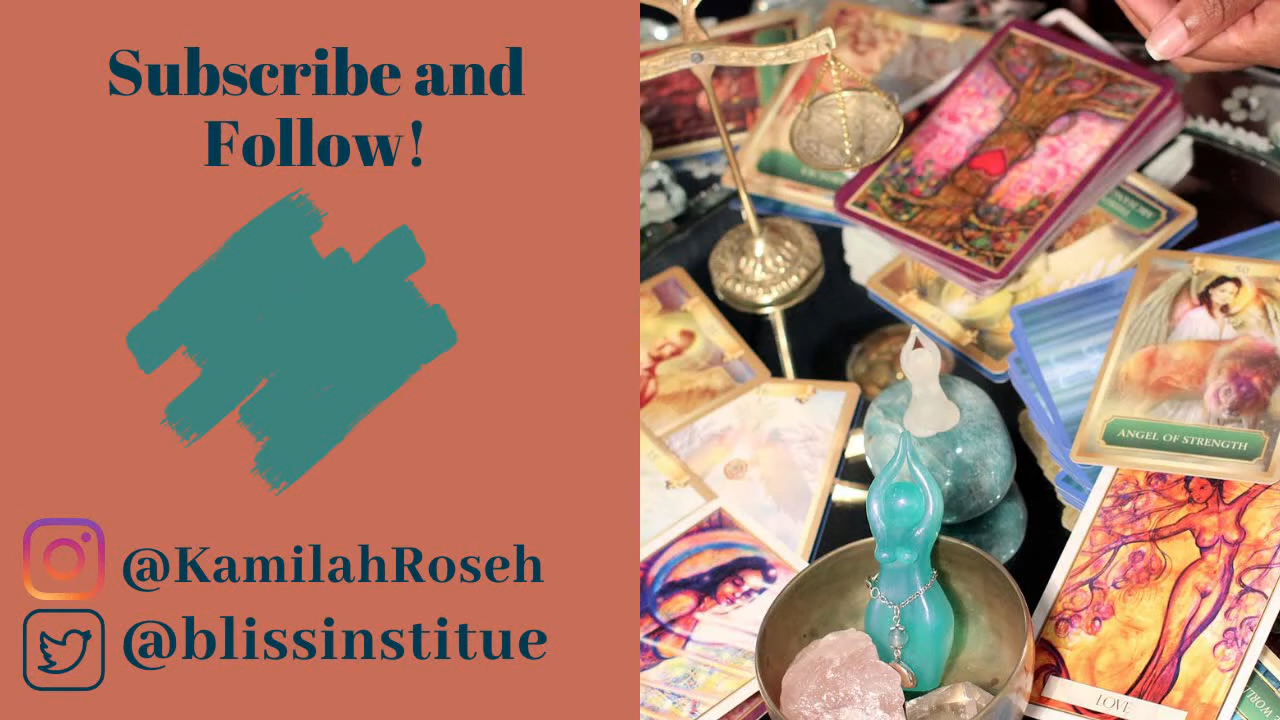 Subscribe and
Follow!
@KamilahRoseh
@blissinstitue
ANGEL OF STRENGTH
LOVE